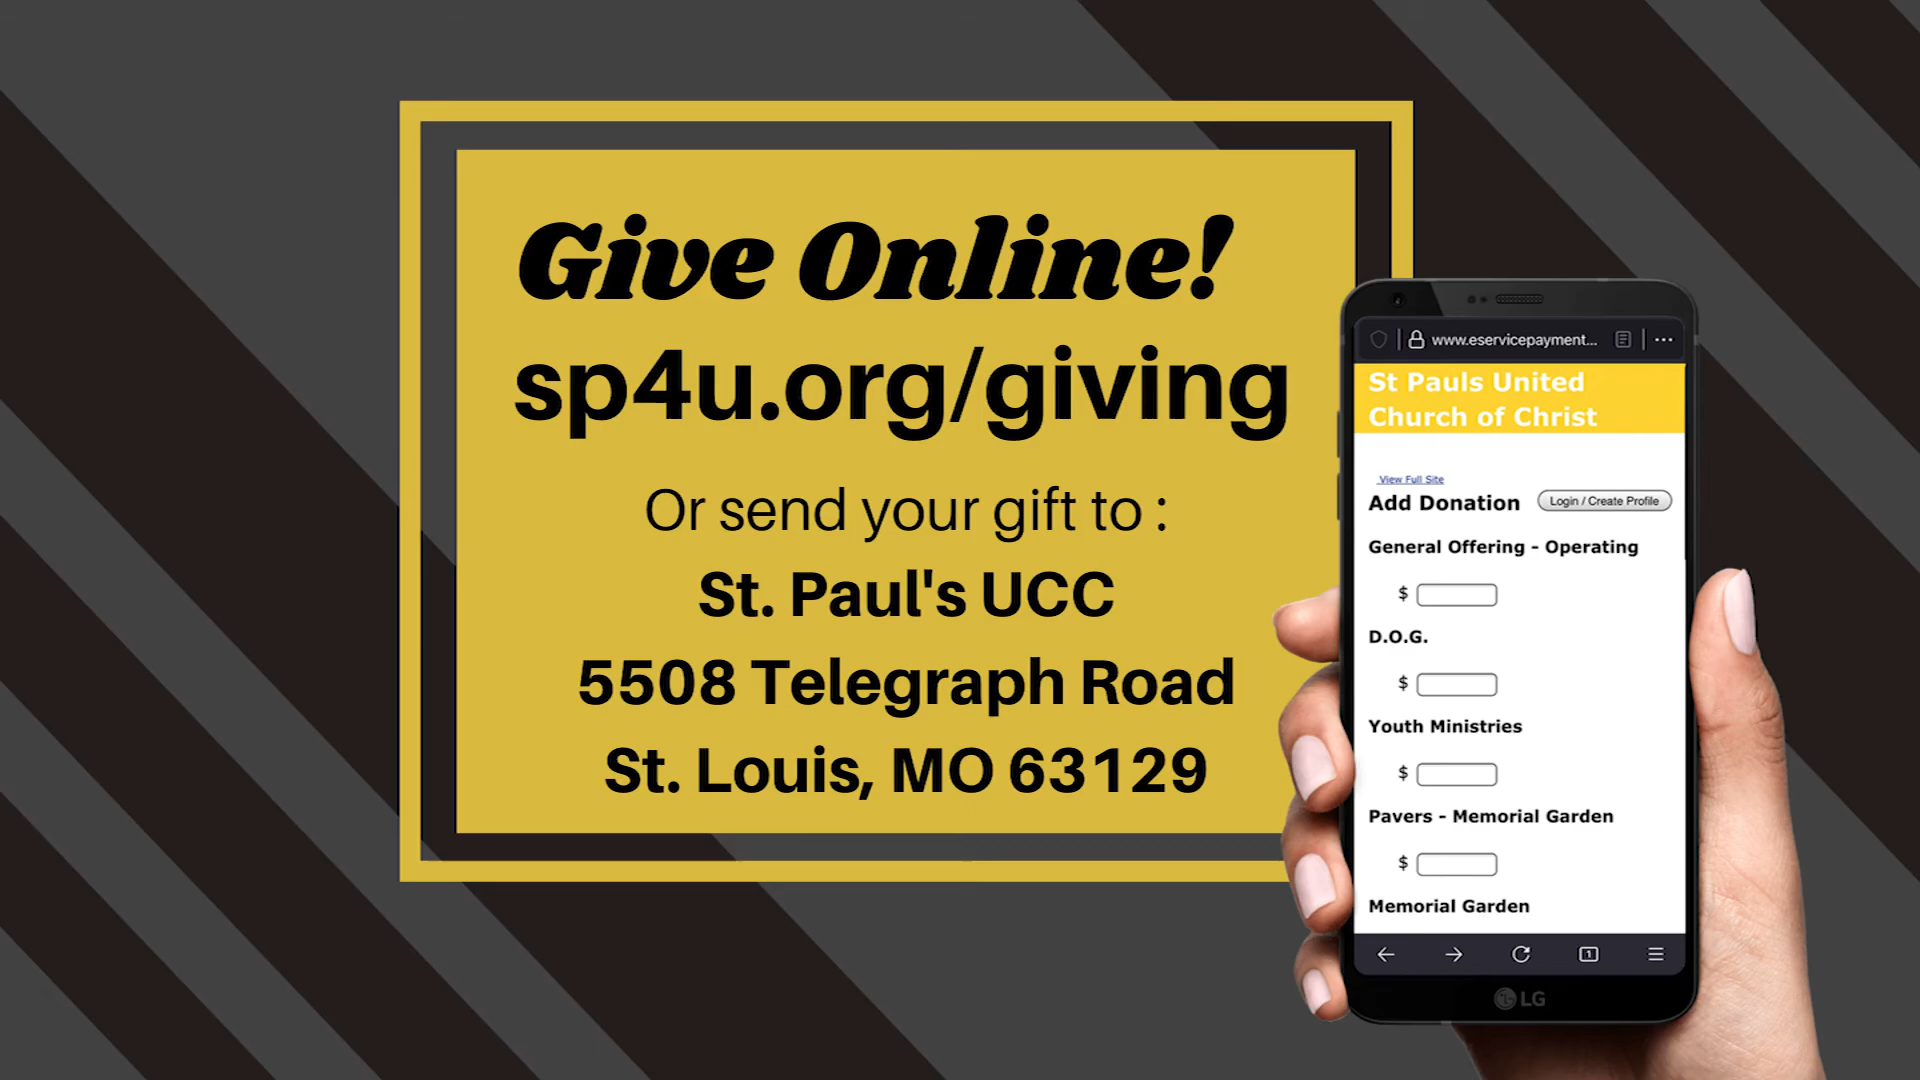 Give Online!
sp4u.org/giving
Or send your gift to :
St. Paul's UCC
5508 Telegraph Road
St. Louis, MO 63129
www.eservicepayment...
St Pauls United
Church of Christ
View Full Site
Add Donation
Login / Create Profile
General Offering - Operating
$
D.O.G.
$
Youth Ministries
$
Pavers - Memorial Garden
$
Memorial Garden
1
LG